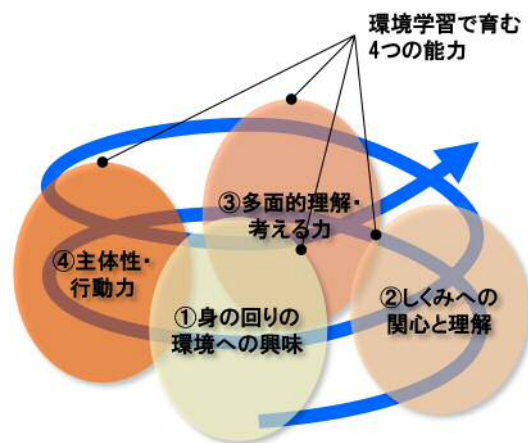 環境学習で育む
4つの能力
③多面的理解・
考える力
④主体性・
行動力
①身の回りの
環境への興味
②しくみへの
関心と理解